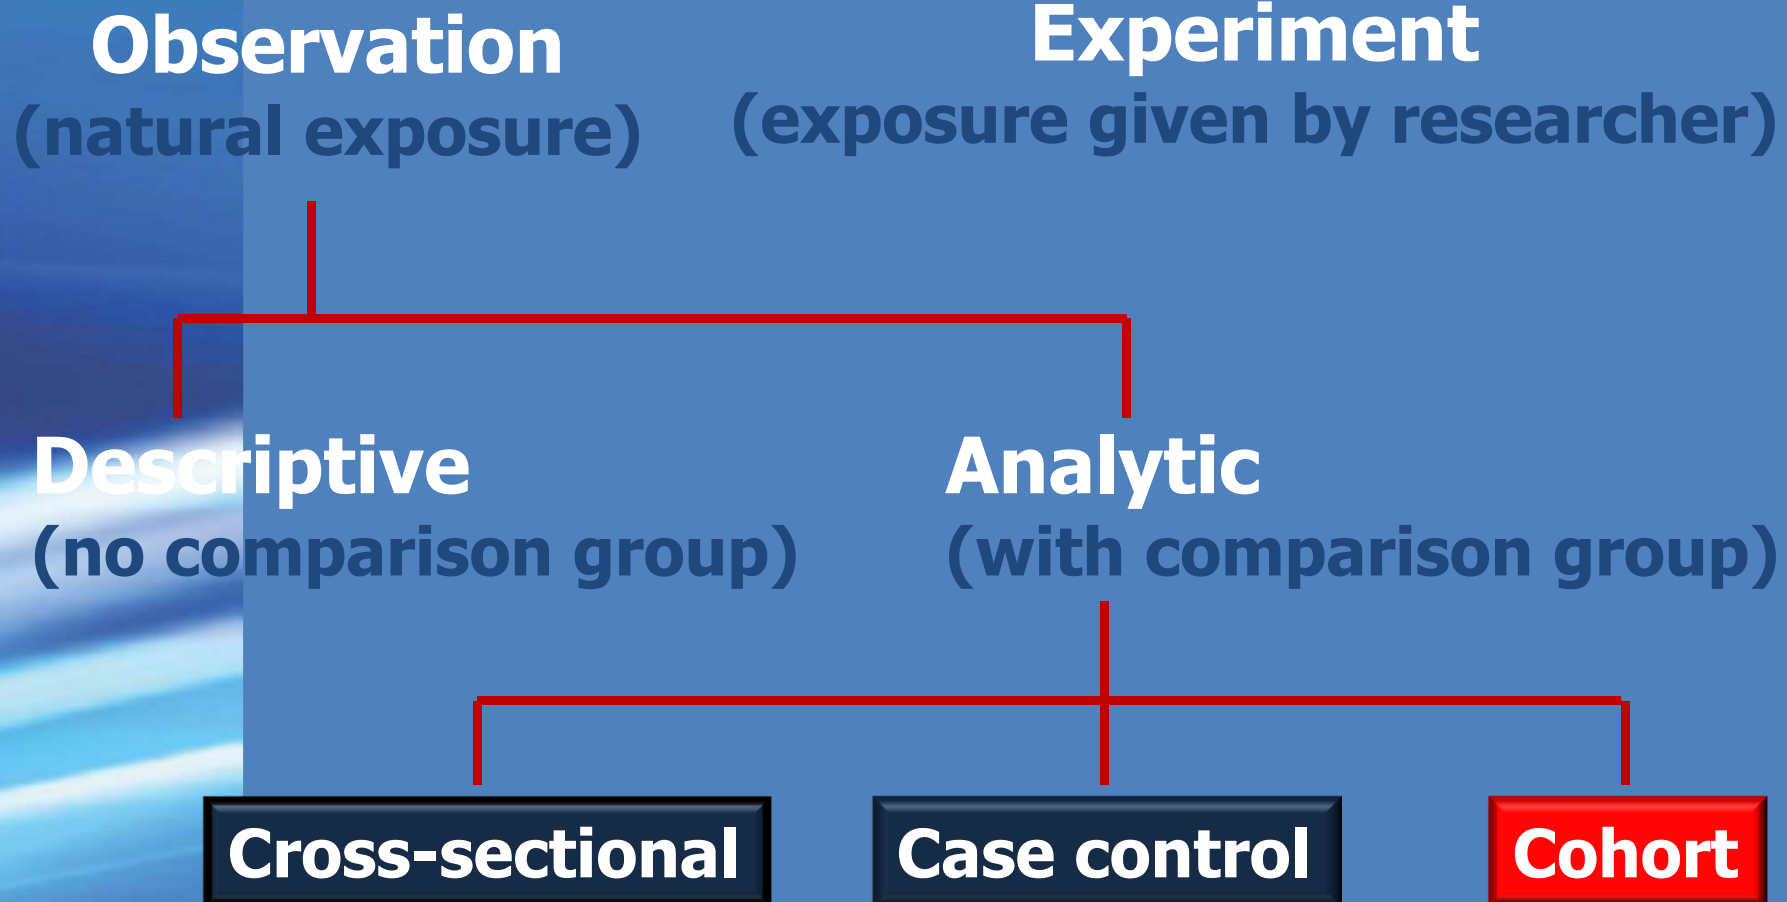 Observation
(natural exposure)
Experiment
(exposure given by researcher)
Descriptive
(no comparison group)
Analytic
(with comparison group)
Cross-sectional
Case control
Cohort